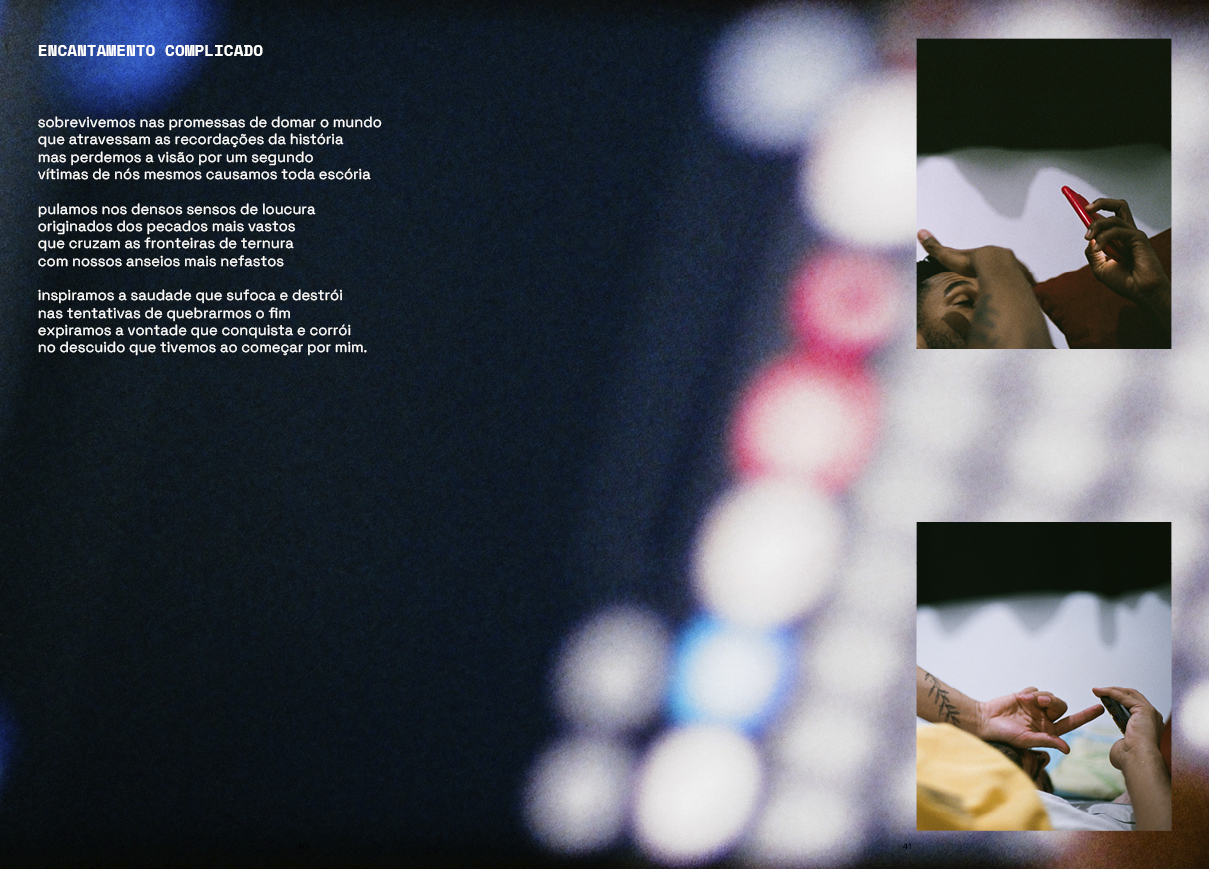 ENCANTAMENTO COMPLICADO
sobrevivemos nas promessas de domar o mundo
que atravessam as recordações da história
mas perdemos a visão por um segundo
vítimas de nós mesmos causamos toda escória
pulamos nos densos sensos de loucura
originados dos pecados mais vastos
que cruzam as fronteiras de ternura
com nossos anseios mais nefastos
inspiramos a saudade que sufoca e destrói
nas tentativas de quebrarmos o fim
expiramos a vontade que conquista e corrói
no descuido que tivemos ao começar por mim.
41